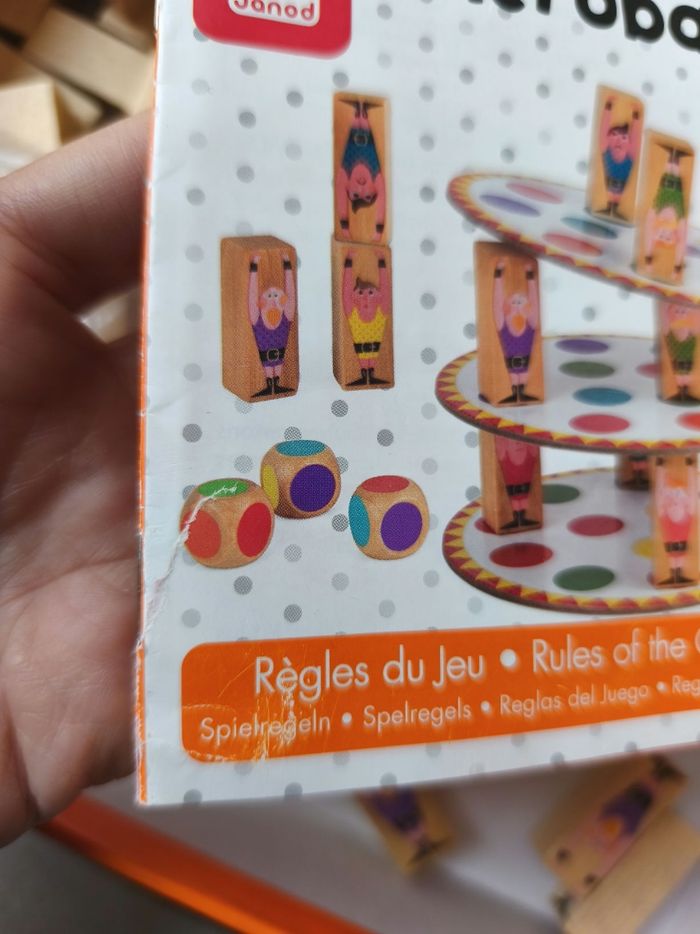 Janod
Règles du Jeu • Rules of the
Spielregeln • Spelregels • Reglas del Juego •